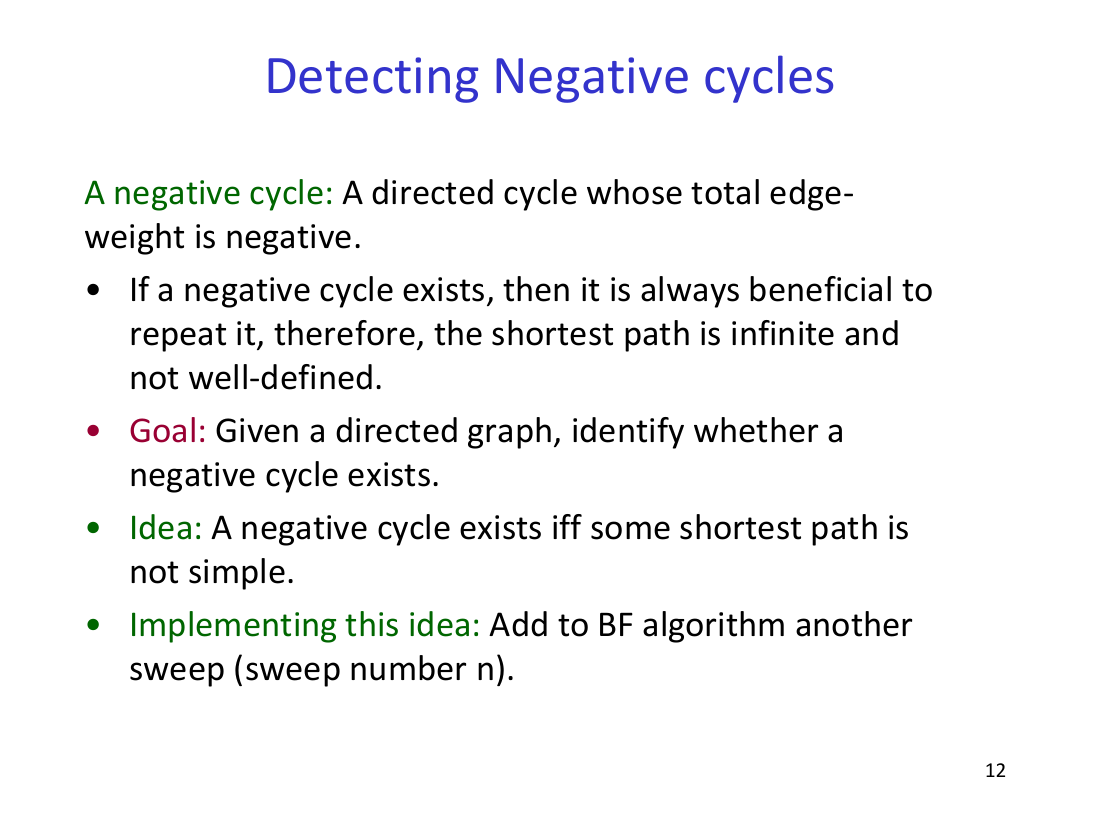 Detecting Negative cycles
A negative cycle: A directed cycle whose total edge-
weight is negative.
• If a negative cycle exists, then it is always beneficial to
repeat it, therefore, the shortest path is infinite and
not well-defined.
• Goal: Given a directed graph, identify whether a
negative cycle exists.
• Idea: A negative cycle exists iff some shortest path is
not simple.
• Implementing this idea: Add to BF algorithm another
sweep (sweep number n).
12